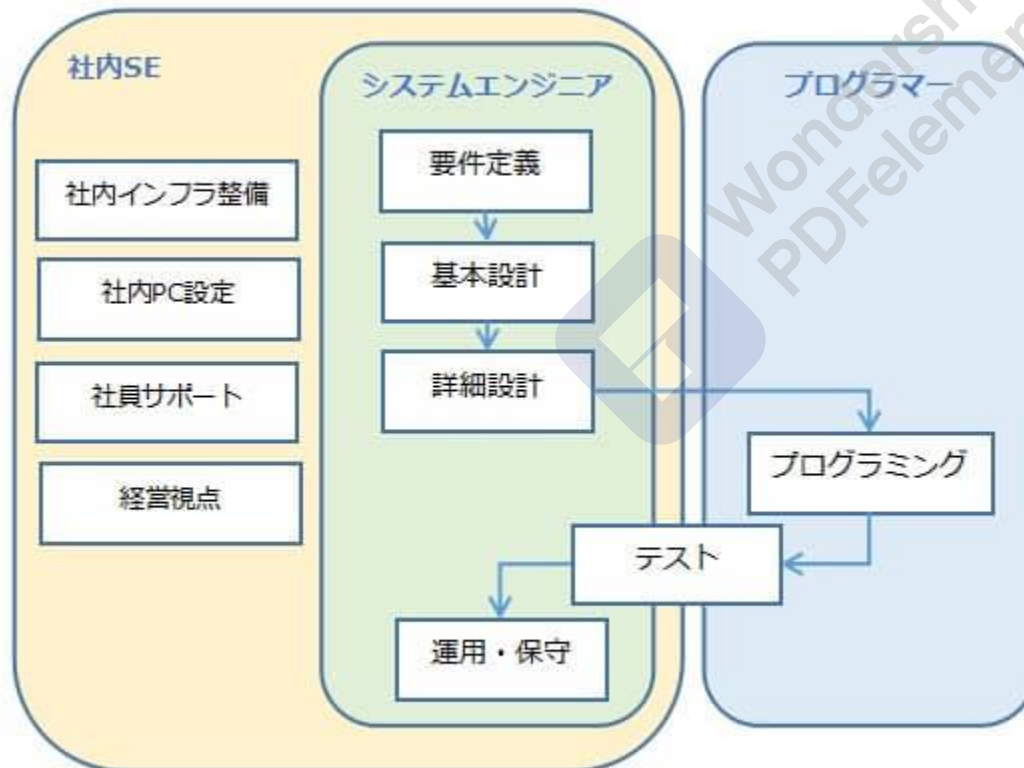 社内SE
システムエンジニア
プログラマー
社内インフラ整備
社内PC設定
社員サポート
経営視点
要件定義
基本設計
詳細設計
プログラミング
テスト
運用・保守
Wondersh
PDFelemen